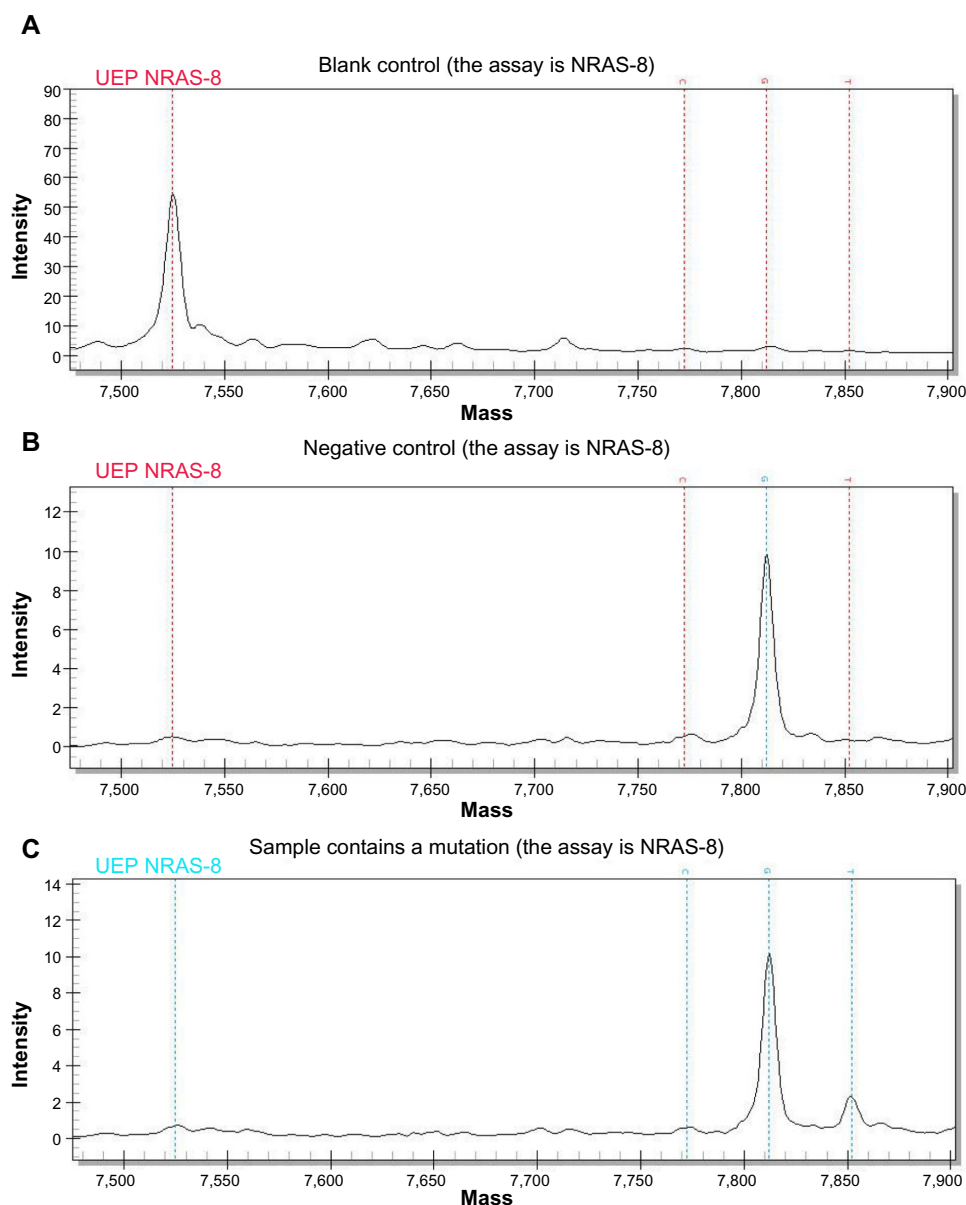 A
Blank control (the assay is NRAS-8)
UEP NRAS-8
C G T
90
80
70
60
50
40
30
20
10
0
Intensity
7,500 7,550 7,600 7,650 7,700 7,750 7,800 7,850 7,900
Mass
B
Negative control (the assay is NRAS-8)
UEP NRAS-8
C G T
12
10
8
6
4
2
0
Intensity
7,500 7,550 7,600 7,650 7,700 7,750 7,800 7,850 7,900
Mass
C
Sample contains a mutation (the assay is NRAS-8)
UEP NRAS-8
C G T
14
12
10
8
6
4
2
0
Intensity
7,500 7,550 7,600 7,650 7,700 7,750 7,800 7,850 7,900
Mass